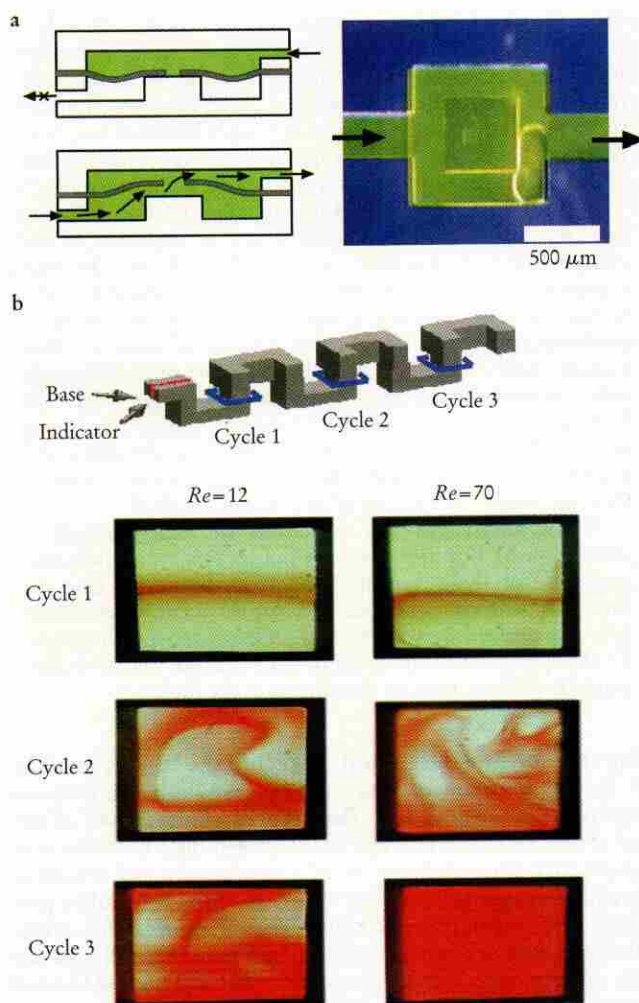 a
500 μm
b
Base
Indicator
Cycle 1
Cycle 2
Cycle 3
Re=12
Re=70
Cycle 1
Cycle 2
Cycle 3